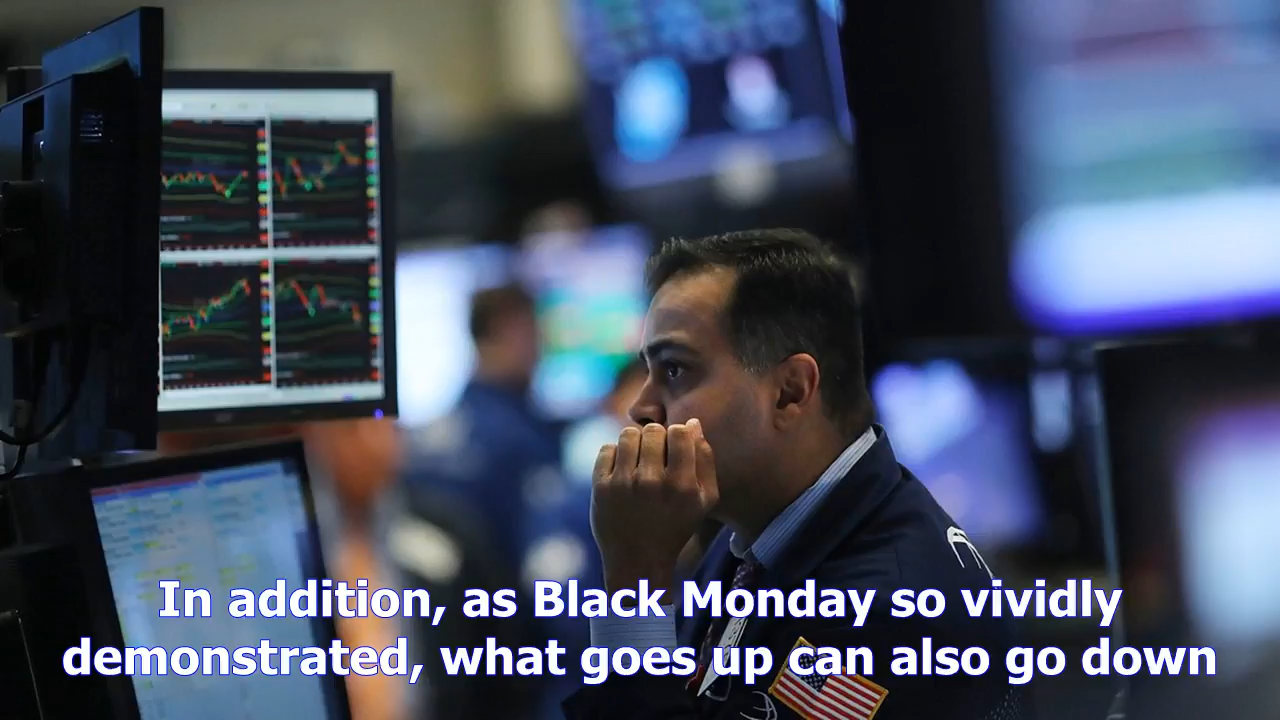 In addition, as Black Monday so vividly
demonstrated, what goes up can also go down